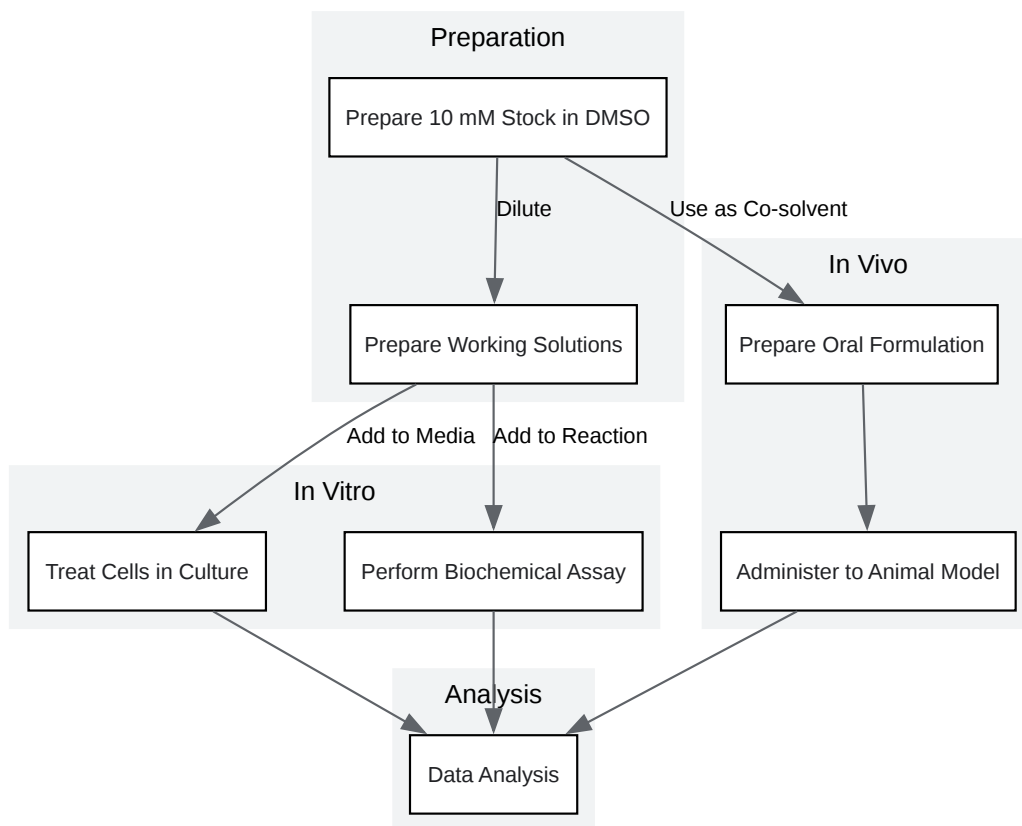 Preparation
Prepare 10 mM Stock in DMSO
Dilute
Use as Co-solvent
In Vivo
Prepare Working Solutions
Prepare Oral Formulation
Add to Media
Add to Reaction
In Vitro
Treat Cells in Culture
Perform Biochemical Assay
Administer to Animal Model
Analysis
Data Analysis